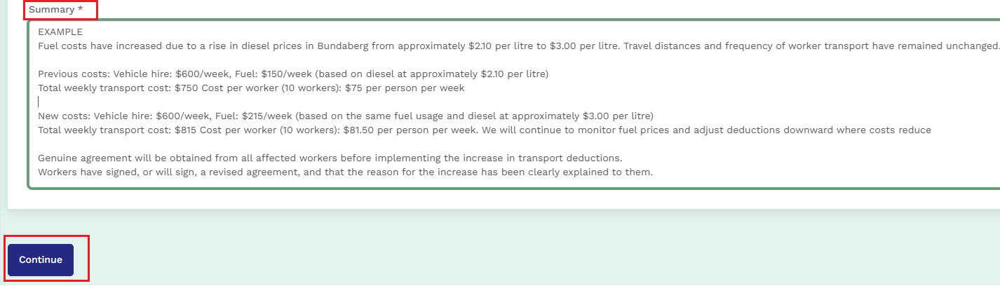 Summary *
EXAMPLE
Fuel costs have increased due to a rise in diesel prices in Bundaberg from approximately $2.10 per litre to $3.00 per litre. Travel distances and frequency of worker transport have remained unchanged.
Previous costs: Vehicle hire: $600/week, Fuel: $150/week (based on diesel at approximately $2.10 per litre)
Total weekly transport cost: $750 Cost per worker (10 workers): $75 per person per week
New costs: Vehicle hire: $600/week, Fuel: $215/week (based on the same fuel usage and diesel at approximately $3.00 per litre)
Total weekly transport cost: $815 Cost per worker (10 workers): $81.50 per person per week. We will continue to monitor fuel prices and adjust deductions downward where costs reduce
Genuine agreement will be obtained from all affected workers before implementing the increase in transport deductions.
Workers have signed, or will sign, a revised agreement, and that the reason for the increase has been clearly explained to them.
Continue